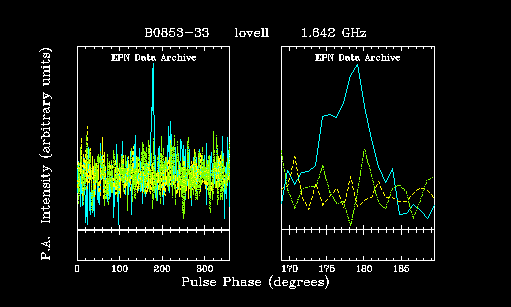 B0853-33 lovell 1.642 GHz
EPN Data Archive EPN Data Archive
P.A. Intensity (arbitrary units)
0 100 200 300 170 175 180 185
Pulse Phase (degrees)